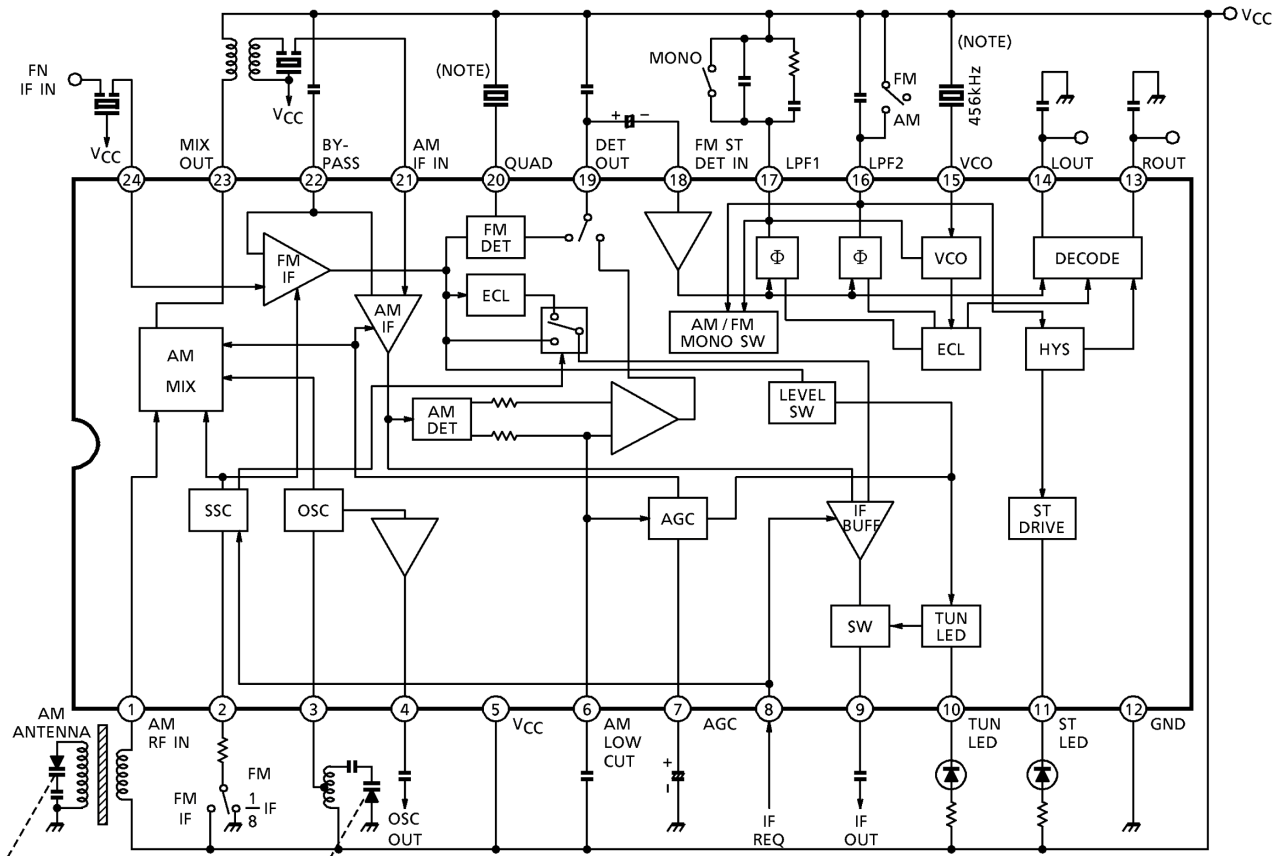 VCC
FN
IF IN
VCC
VCC
(NOTE)
MONO
FM
AM
(NOTE)
456kHz
MIX
OUT
BY-
PASS
AM
IF IN
QUAD
DET
OUT
FM ST
DET IN
LPF1
LPF2
VCO
LOUT
ROUT
+
−
24
23
22
21
20
19
18
17
16
15
14
13
FM
IF
FM
DET
ECL
AM
IF
AM
MIX
Φ
Φ
VCO
DECODE
AM / FM
MONO SW
ECL
HYS
LEVEL
SW
AM
DET
SSC
OSC
AGC
IF
BUFF
ST
DRIVE
SW
TUN
LED
1
2
3
4
5
6
7
8
9
10
11
12
AM
ANTENNA
AM
RF IN
FM
IF
FM
1
8
IF
OSC
OUT
VCC
AM
LOW
CUT
AGC
+
−
IF
REQ
IF
OUT
TUN
LED
ST
LED
GND